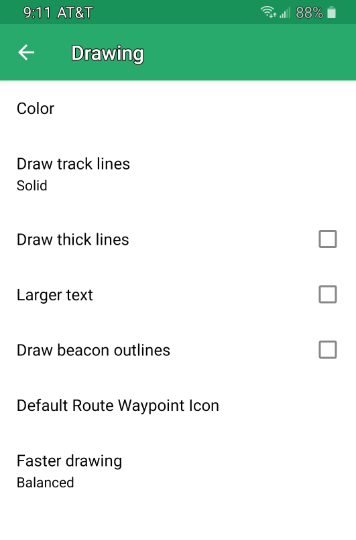 9:11 AT&T
88%
Drawing
Color
Draw track lines
Solid
Draw thick lines
Larger text
Draw beacon outlines
Default Route Waypoint Icon
Faster drawing
Balanced